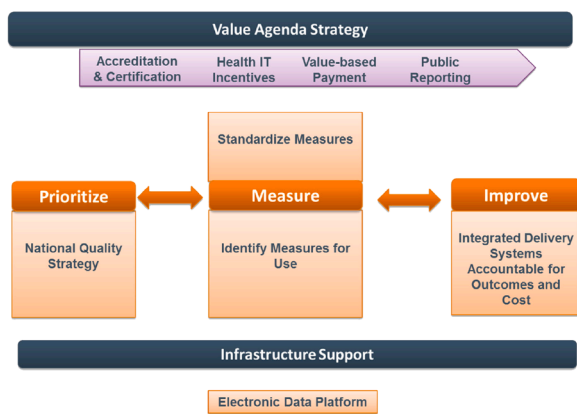 Value Agenda Strategy
Accreditation
& Certification
Health IT
Incentives
Value-based
Payment
Public
Reporting
Standardize Measures
Prioritize
Measure
Improve
National Quality
Strategy
Identify Measures for
Use
Integrated Delivery
Systems
Accountable for
Outcomes and
Cost
Infrastructure Support
Electronic Data Platform